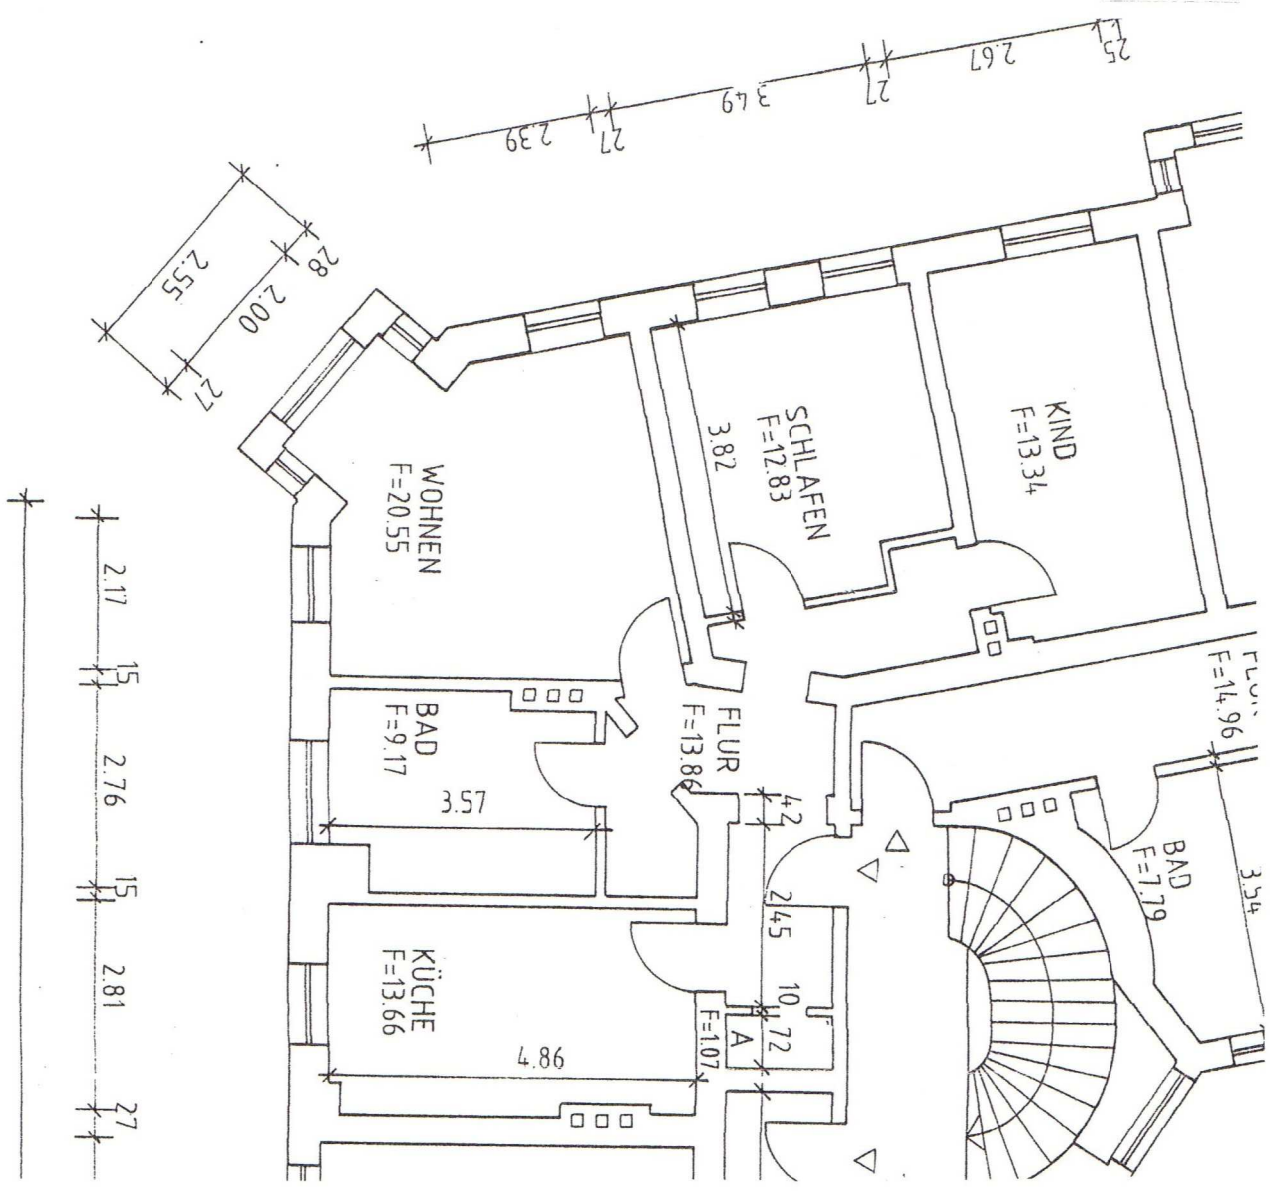 25
2.67
27
3.49
27
2.39
28
2.55
2.00
27
KIND
F=13.34
SCHLAFEN
F=12.83
3.82
WOHNEN
F=20.55
2.17
15
2.76
15
2.81
27
BAD
F=9.17
3.57
FLUR
F=13.86
42
2.45
10
72
A
F=1.07
KÜCHE
F=13.66
4.86
FLUR
F=14.96
BAD
F=7.79
3.54